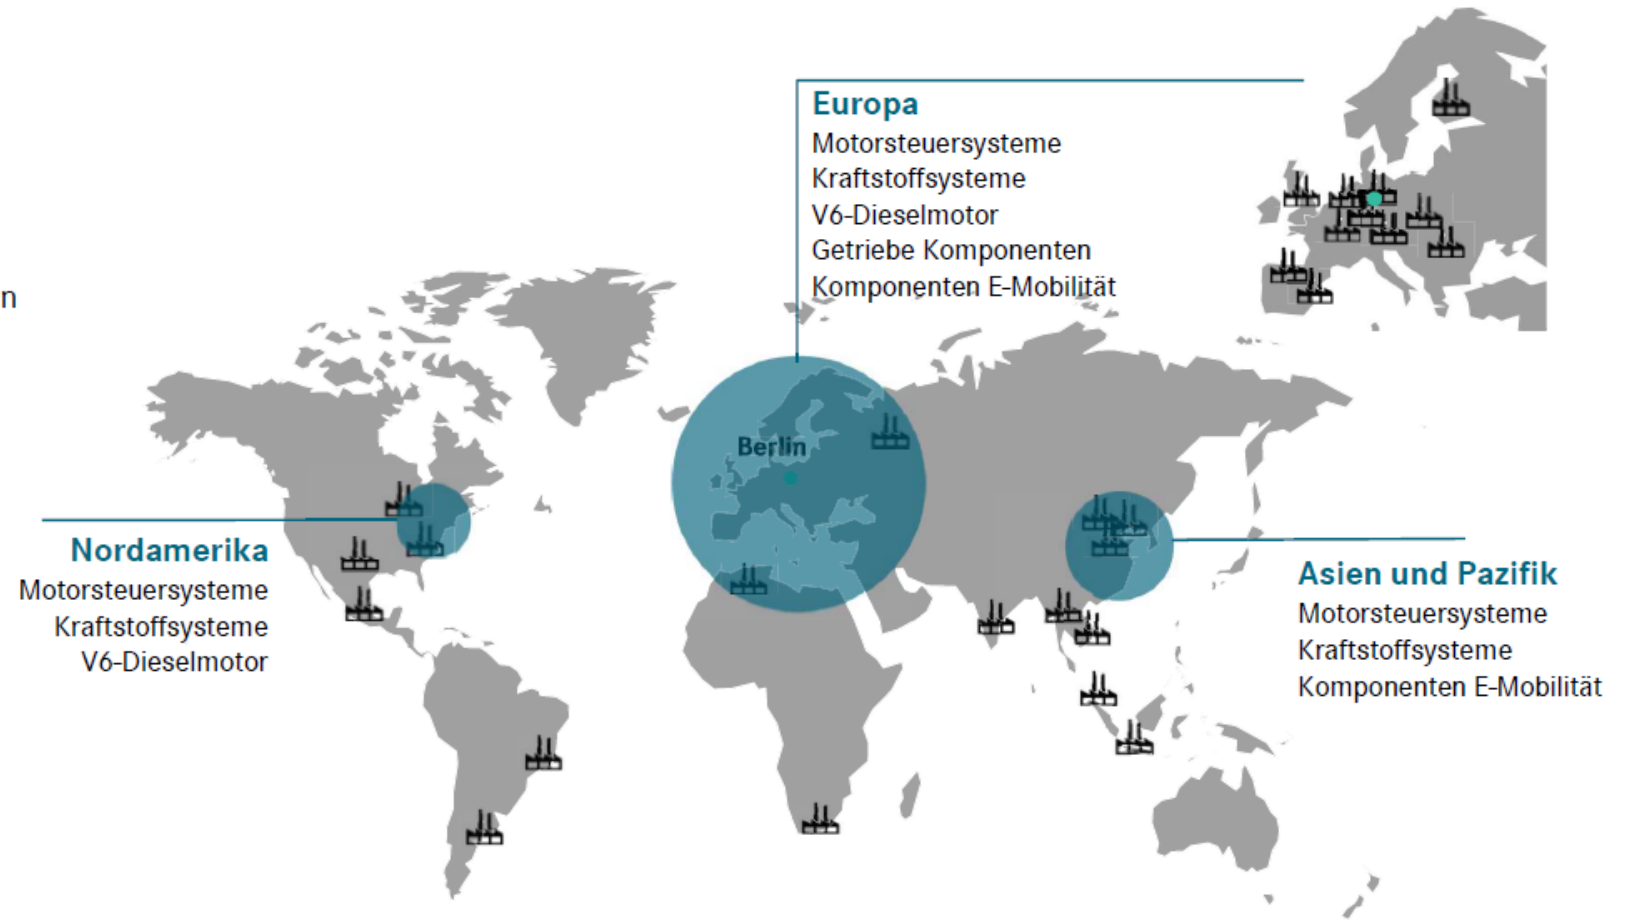 Europa
Motorsteuersysteme
Kraftstoffsysteme
V6-Dieselmotor
Getriebe Komponenten
Komponenten E-Mobilität
n
Berlin
Nordamerika
Motorsteuersysteme
Kraftstoffsysteme
V6-Dieselmotor
Asien und Pazifik
Motorsteuersysteme
Kraftstoffsysteme
Komponenten E-Mobilität